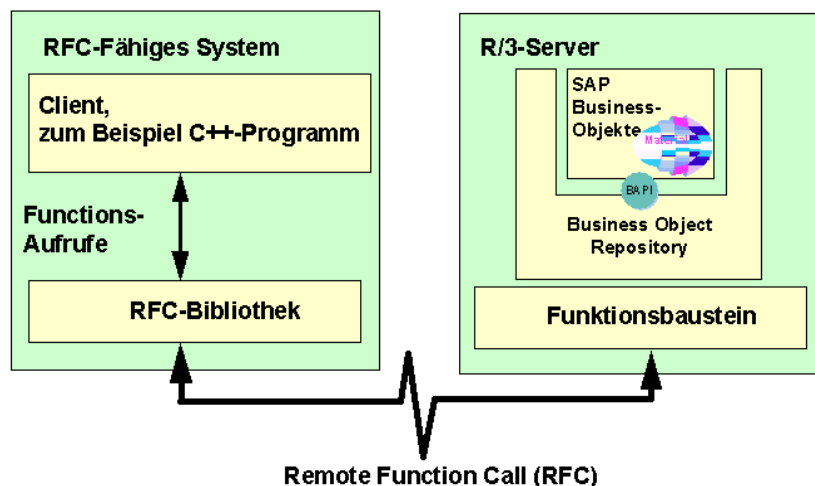 RFC-Fähiges System
Client,
zum Beispiel C++-Programm
Functions-
Aufrufe
RFC-Bibliothek
R/3-Server
SAP
Business-
Objekte
Material
BAPI
Business Object
Repository
Funktionsbaustein
Remote Function Call (RFC)